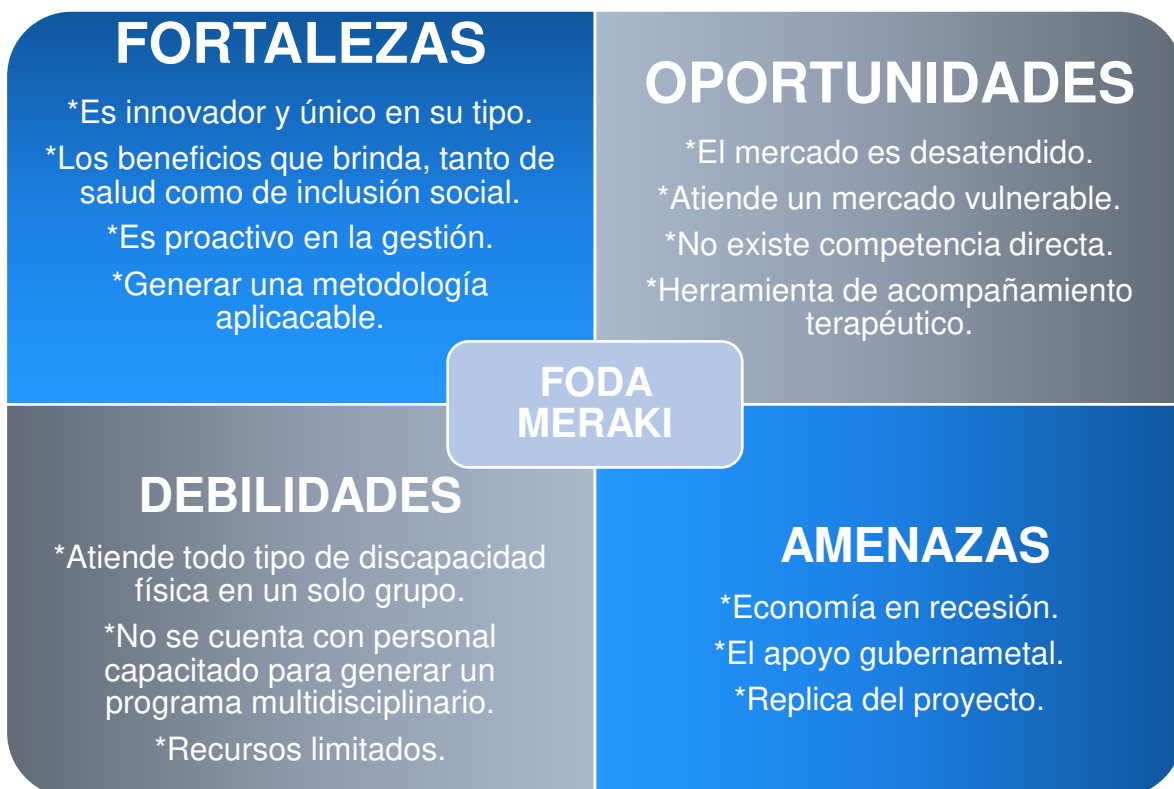 FORTALEZAS
*Es innovador y único en su tipo.
*Los beneficios que brinda, tanto de
salud como de inclusión social.
*Es proactivo en la gestión.
*Generar una metodología
aplicacable.
OPORTUNIDADES
*El mercado es desatendido.
*Atiende un mercado vulnerable.
*No existe competencia directa.
*Herramienta de acompañamiento
terapéutico.
FODA
MERAKI
DEBILIDADES
*Atiende todo tipo de discapacidad
física en un solo grupo.
*No se cuenta con personal
capacitado para generar un
programa multidisciplinario.
*Recursos limitados.
AMENAZAS
*Economía en recesión.
*El apoyo gubernametal.
*Replica del proyecto.